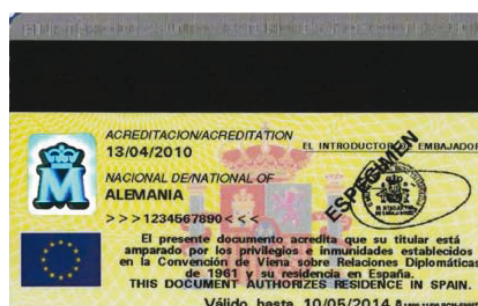 ACREDITACION/ACREDITATION
13/04/2010
EL INTRODUCTOR EMBAJADOR
ESPECIMEN
NACIONAL DE/NATIONAL OF
ALEMANIA
>>>1234567890<<<
M
El presente documento acredita que su titular está
amparado por los privilegios e inmunidades establecidos
en la Convención de Viena sobre Relaciones Diplomáticas
de 1961 y su residencia en España.
THIS DOCUMENT AUTHORIZES RESIDENCE IN SPAIN.
Válido hasta 10/05/2014